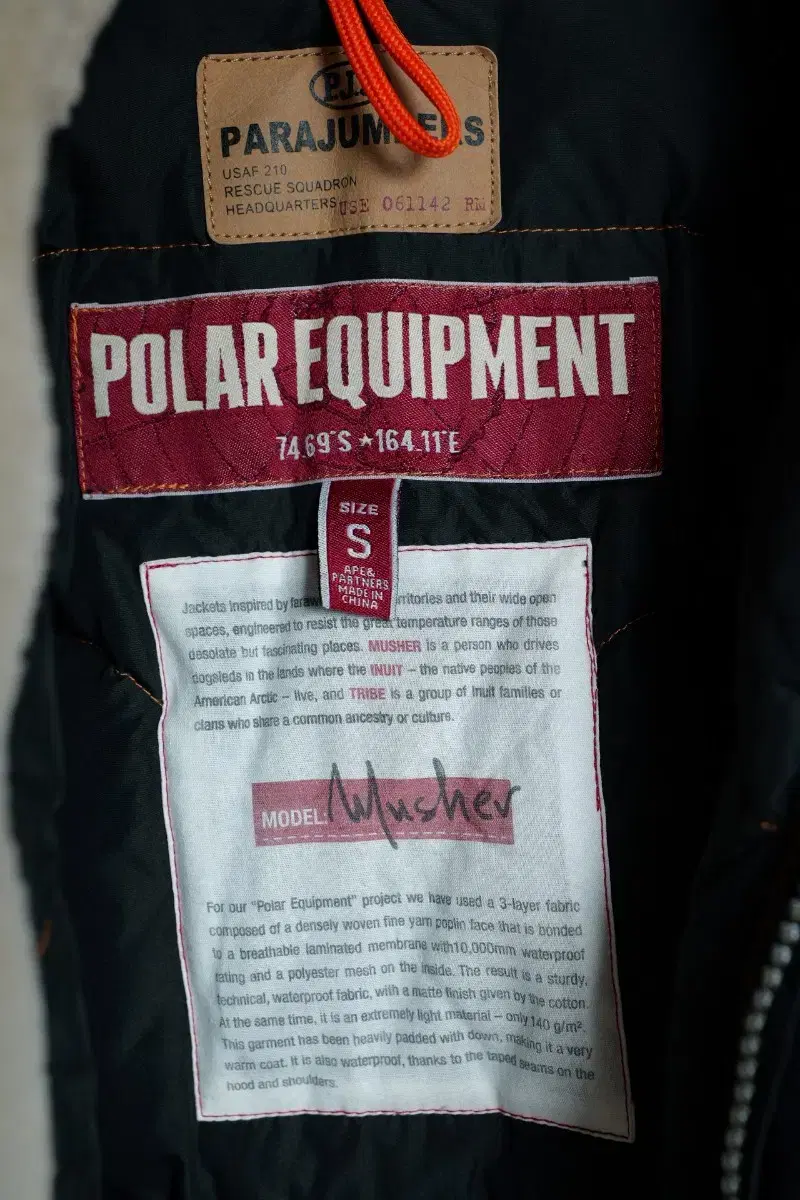 P.J.
PARAJUMPERS
USAF 210
RESCUE SQUADRON
HEADQUARTERS USE 061142 RM
POLAR EQUIPMENT
74.69°S ★ 164.11°E
SIZE
S
APE&
PARTNERS
MADE IN
CHINA
Jackets inspired by faraw rritories and their wide open
spaces, engineered to resist the great temperature ranges of those
desolate but fascinating places. MUSHER is a person who drives
dogsleds in the lands where the INUIT – the native peoples of the
American Arctic – live, and TRIBE is a group of Inuit families or
clans who share a common ancestry or culture.
MODEL: Musher
For our "Polar Equipment" project we have used a 3-layer fabric
composed of a densely woven fine yarn poplin face that is bonded
to a breathable laminated membrane with10.000mm waterproof
rating and a polyester mesh on the inside. The result is a sturdy,
technical, waterproof fabric, with a matte finish given by the cotton.
At the same time, it is an extremely light material – only 140 g/m².
This garment has been heavily padded with down, making it a very
warm coat. It is also waterproof, thanks to the taped seams on the
hood and shoulders.